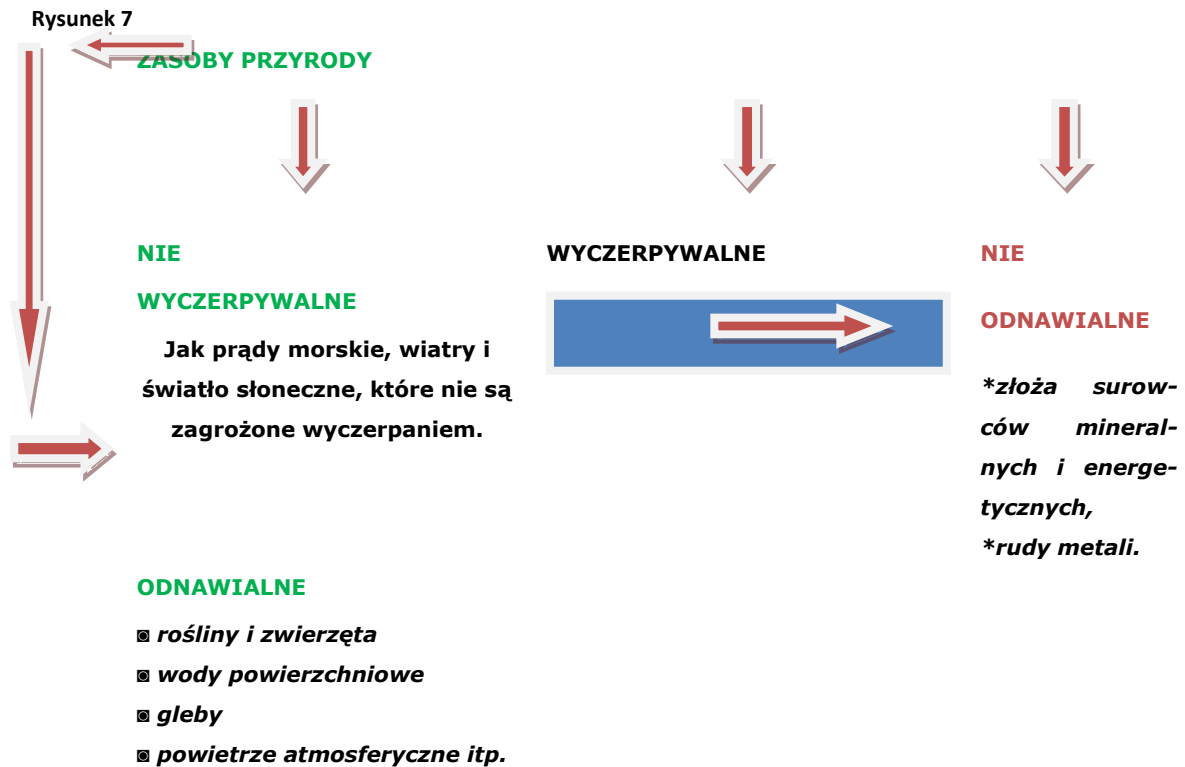 Rysunek 7
ZASOBY PRZYRODY
NIE
WYCZERPYWALNE
Jak prądy morskie, wiatry i
światło słoneczne, które nie są
zagrożone wyczerpaniem.
WYCZERPYWALNE
NIE
ODNAWIALNE
*złoża surow-
ców mineral-
nych i energe-
tycznych,
*rudy metali.
ODNAWIALNE
◙ rośliny i zwierzęta
◙ wody powierzchniowe
◙ gleby
◙ powietrze atmosferyczne itp.